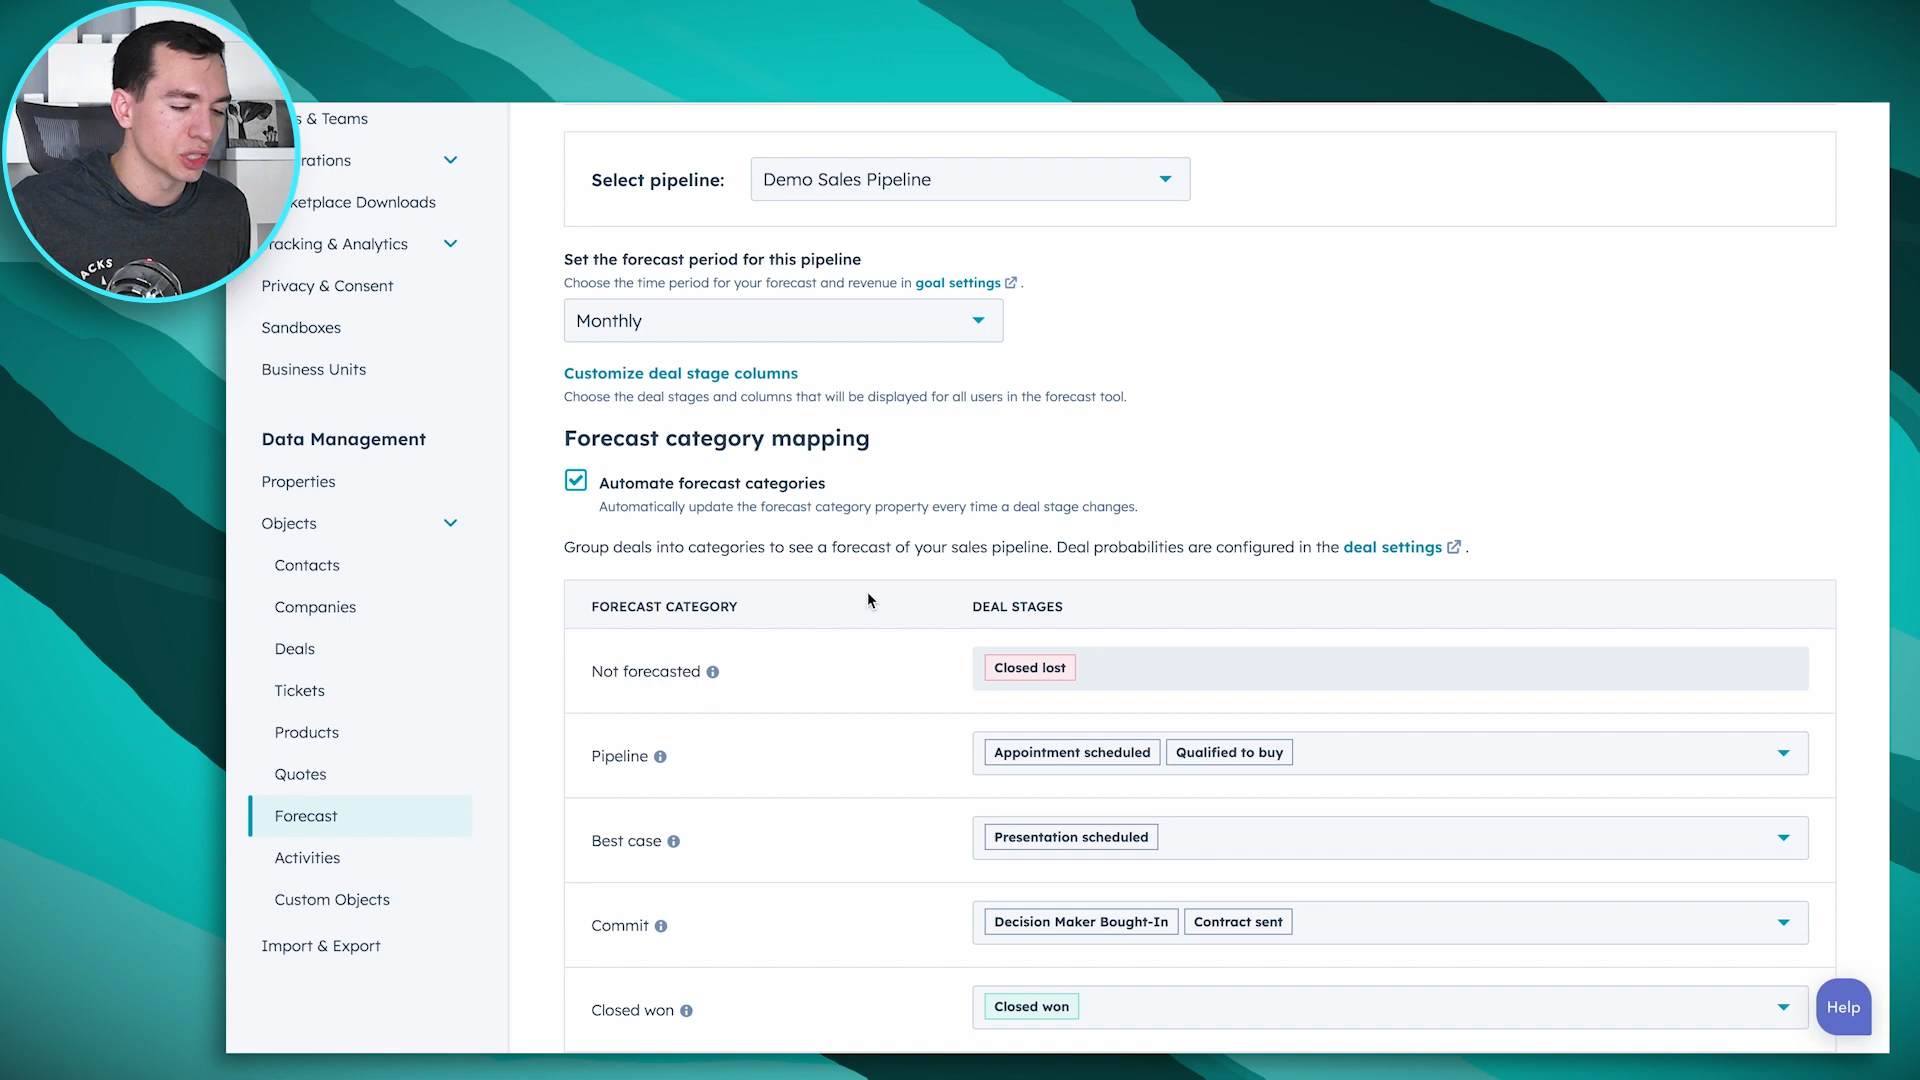 ACKS
s & Teams
rations
ketplace Downloads
racking & Analytics
Privacy & Consent
Sandboxes
Business Units
Data Management
Properties
Objects
Contacts
Companies
Deals
Tickets
Products
Quotes
Forecast
Activities
Custom Objects
Import & Export
Select pipeline: Demo Sales Pipeline
Set the forecast period for this pipeline
Choose the time period for your forecast and revenue in goal settings .
Monthly
Customize deal stage columns
Choose the deal stages and columns that will be displayed for all users in the forecast tool.
Forecast category mapping
Automate forecast categories
Automatically update the forecast category property every time a deal stage changes.
Group deals into categories to see a forecast of your sales pipeline. Deal probabilities are configured in the deal settings .
FORECAST CATEGORY DEAL STAGES
Not forecasted Closed lost
Pipeline Appointment scheduled Qualified to buy
Best case Presentation scheduled
Commit Decision Maker Bought-In Contract sent
Closed won Closed won
Help